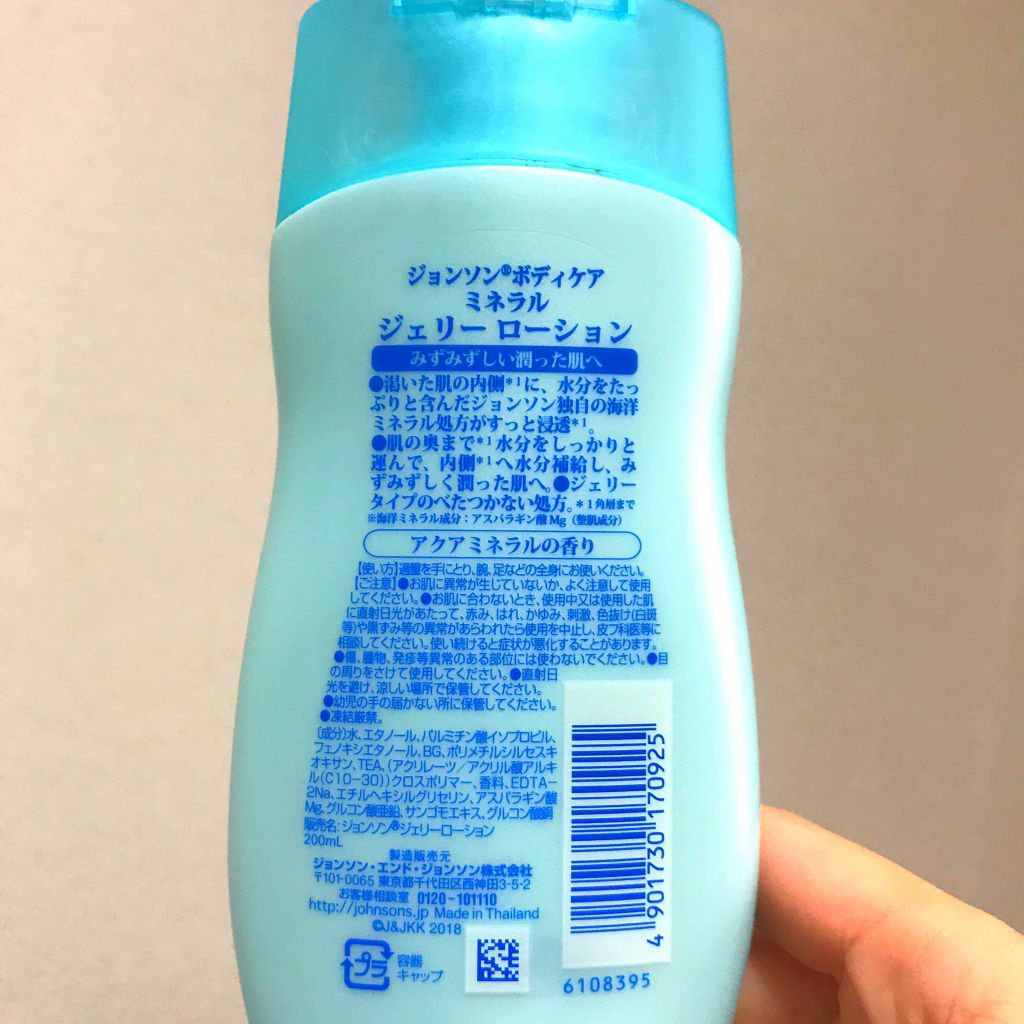 ジョンソン®ボディケア
ミネラル
ジェリー ローション
みずみずしい潤った肌へ
●渇いた肌の内側*1に、水分をたっ
ぷりと含んだジョンソン独自の海洋
ミネラル処方がすっと浸透*1。
●肌の奥まで*1水分をしっかりと
運んで、内側*1へ水分補給し、み
ずみずしく潤った肌へ。●ジェリー
タイプのべたつかない処方。*1角層まで
※海洋ミネラル成分：アスパラギン酸Mg（整肌成分）
アクアミネラルの香り
【使い方】適量を手にとり、腕、足などの全身にお使いください。
【ご注意】●お肌に異常が生じていないか、よく注意して使用
してください。●お肌に合わないとき、使用中又は使用した肌
に直射日光があたって、赤み、はれ、かゆみ、刺激、色抜け(白斑
等)や黒ずみ等の異常があらわれたら使用を中止し、皮フ科医等に
相談してください。使い続けると症状が悪化することがあります。
●傷、腫物、発疹等異常のある部位には使わないでください。●目
の周りをさけて使用してください。●直射日
光を避け、涼しい場所で保管してください。
●幼児の手の届かない所に保管してください。
●凍結厳禁。
〔成分〕水、エタノール、パルミチン酸イソプロピル、
フェノキシエタノール、BG、ポリメチルシルセスキ
オキサン、TEA、(アクリレーツ／アクリル酸アルキ
ル(C10-30))クロスポリマー、香料、EDTA-
2Na、エチルヘキシルグリセリン、アスパラギン酸
Mg、グルコン酸亜鉛、サンゴモエキス、グルコン酸銅
販売名：ジョンソン®ジェリーローション
200mL
製造販売元
ジョンソン・エンド・ジョンソン株式会社
〒101-0065 東京都千代田区西神田3-5-2
お客様相談室 0120-101110
http://johnsons.jp Made in Thailand
©J&JKK 2018
プラ
容器
キャップ
4 901730 170925
6108395